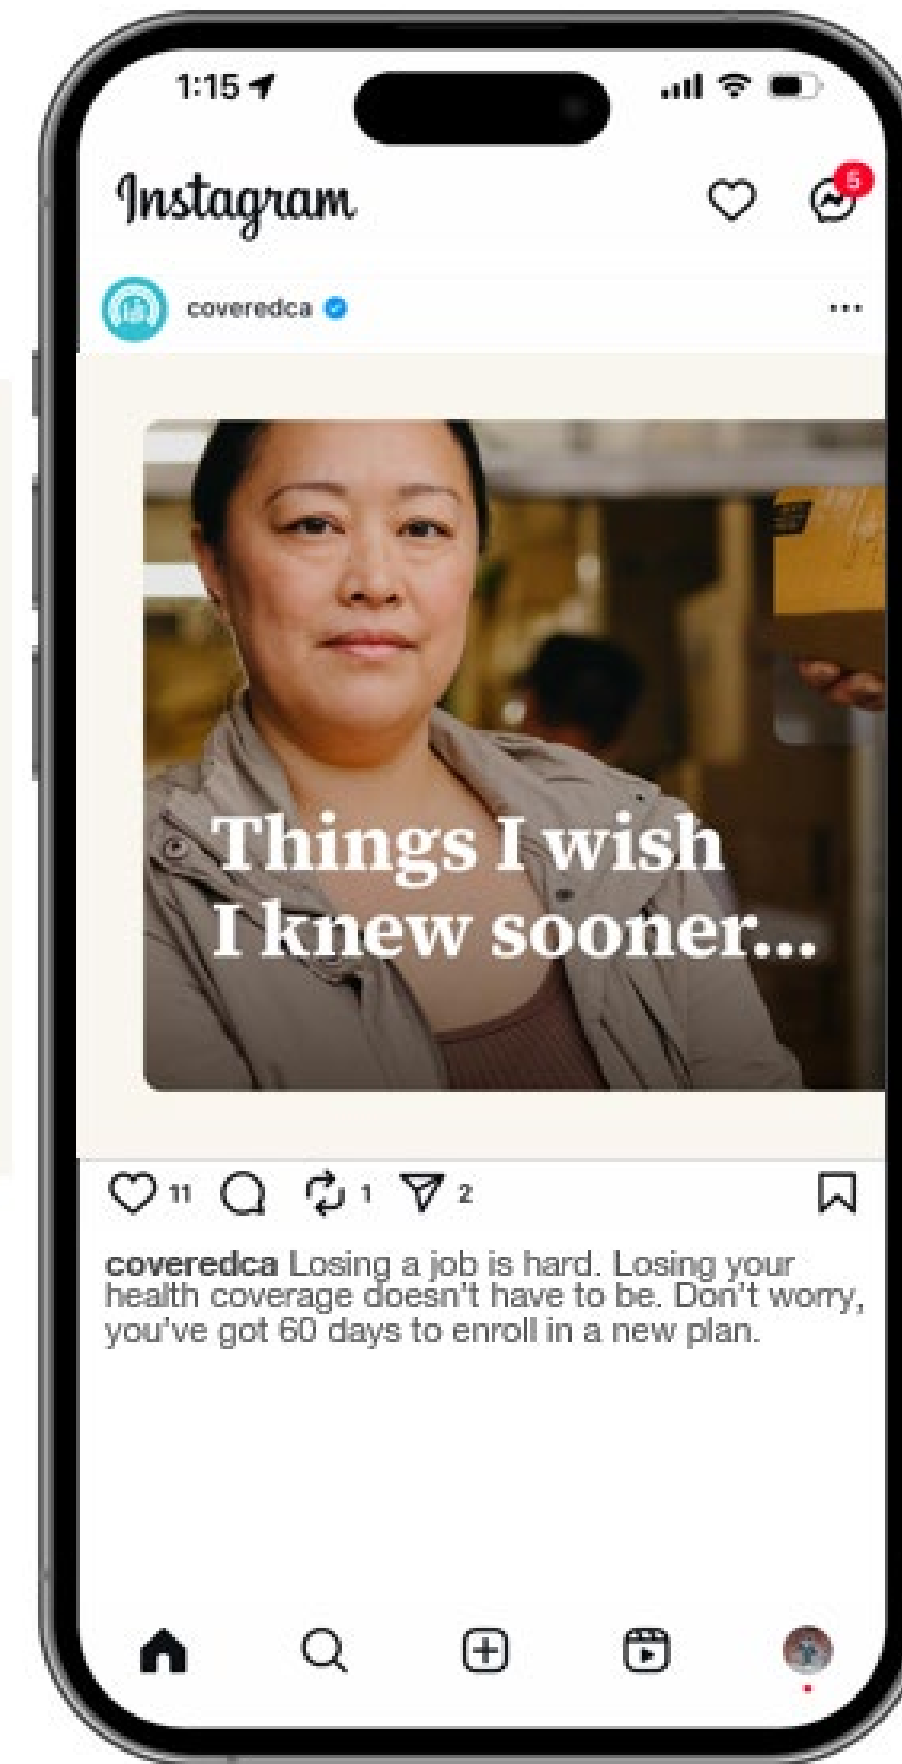 1:15
Instagram
5
coveredca
...
Things I wish
I knew sooner...
11 1 2
coveredca Losing a job is hard. Losing your
health coverage doesn't have to be. Don't worry,
you've got 60 days to enroll in a new plan.